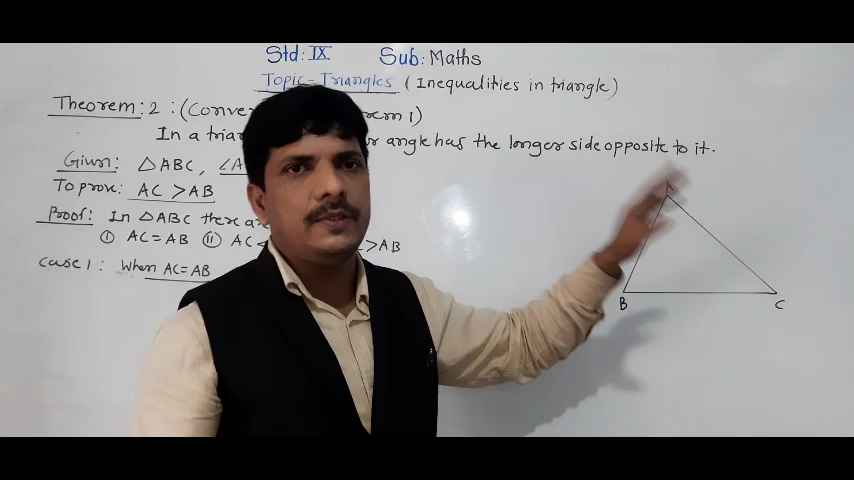 Std: IX Sub: Maths
Topic = Triangles (Inequalities in triangle)
Theorem: 2 : (Conver 1)
In a angle has the longer side opposite to it.
Given: △ABC,
To prove: AC > AB
Proof: In △ABC there
(i) AC = AB (ii) AC > AB
case 1: When AC = AB
A
B
C